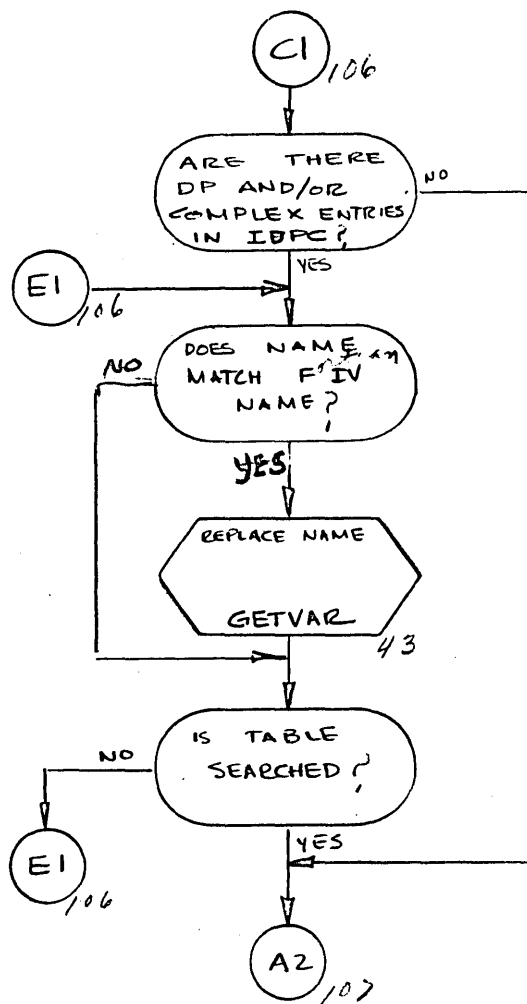 C1
106
ARE THERE
DP AND/OR
COMPLEX ENTRIES
IN IDPC?
NO
YES
E1
106
DOES NAME
MATCH IV
NAME?
NO
YES
REPLACE NAME
GETVAR
43
IS TABLE
SEARCHED?
NO
YES
E1
106
A2
107